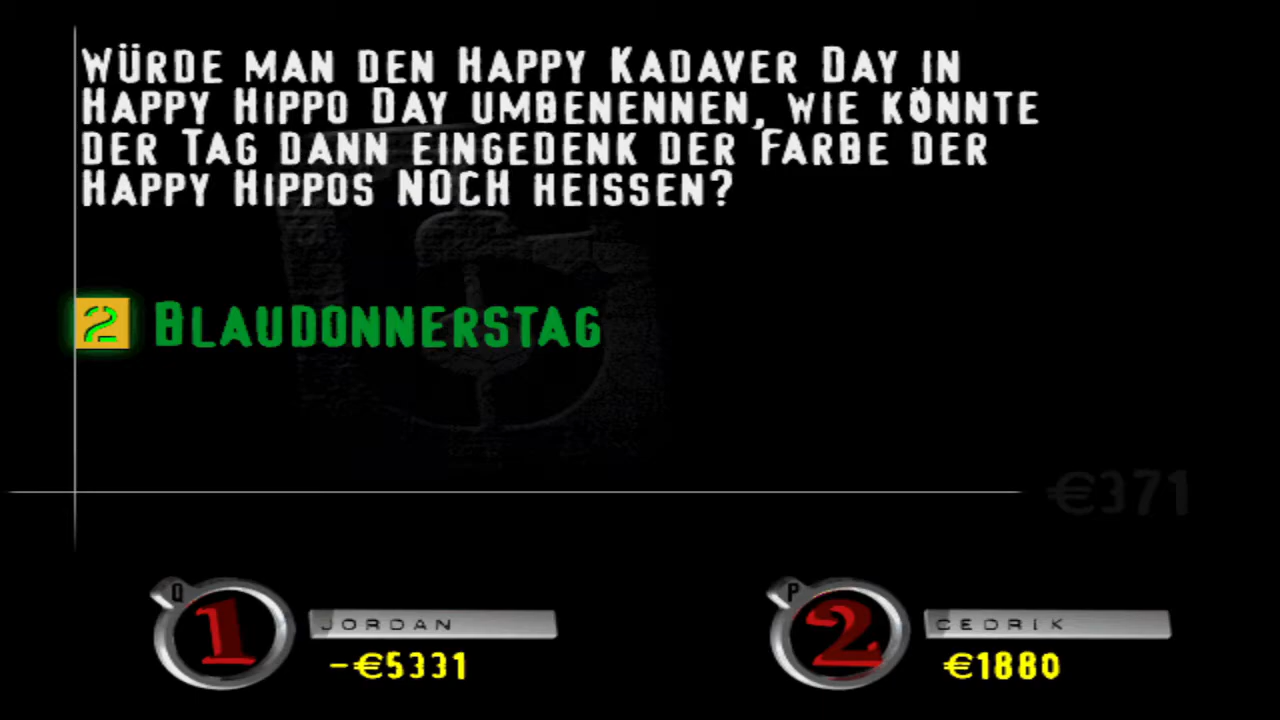 WÜRDE MAN DEN HAPPY KADAVER DAY IN
HAPPY HIPPO DAY UMBENENNEN, WIE KÖNNTE
DER TAG DANN EINGEDENK DER FARBE DER
HAPPY HIPPOS NOCH HEISSEN?
2 BLAUDONNERSTAG
€371
Q 1 JORDAN
-€5331
P 2 CEDRIK
€1880